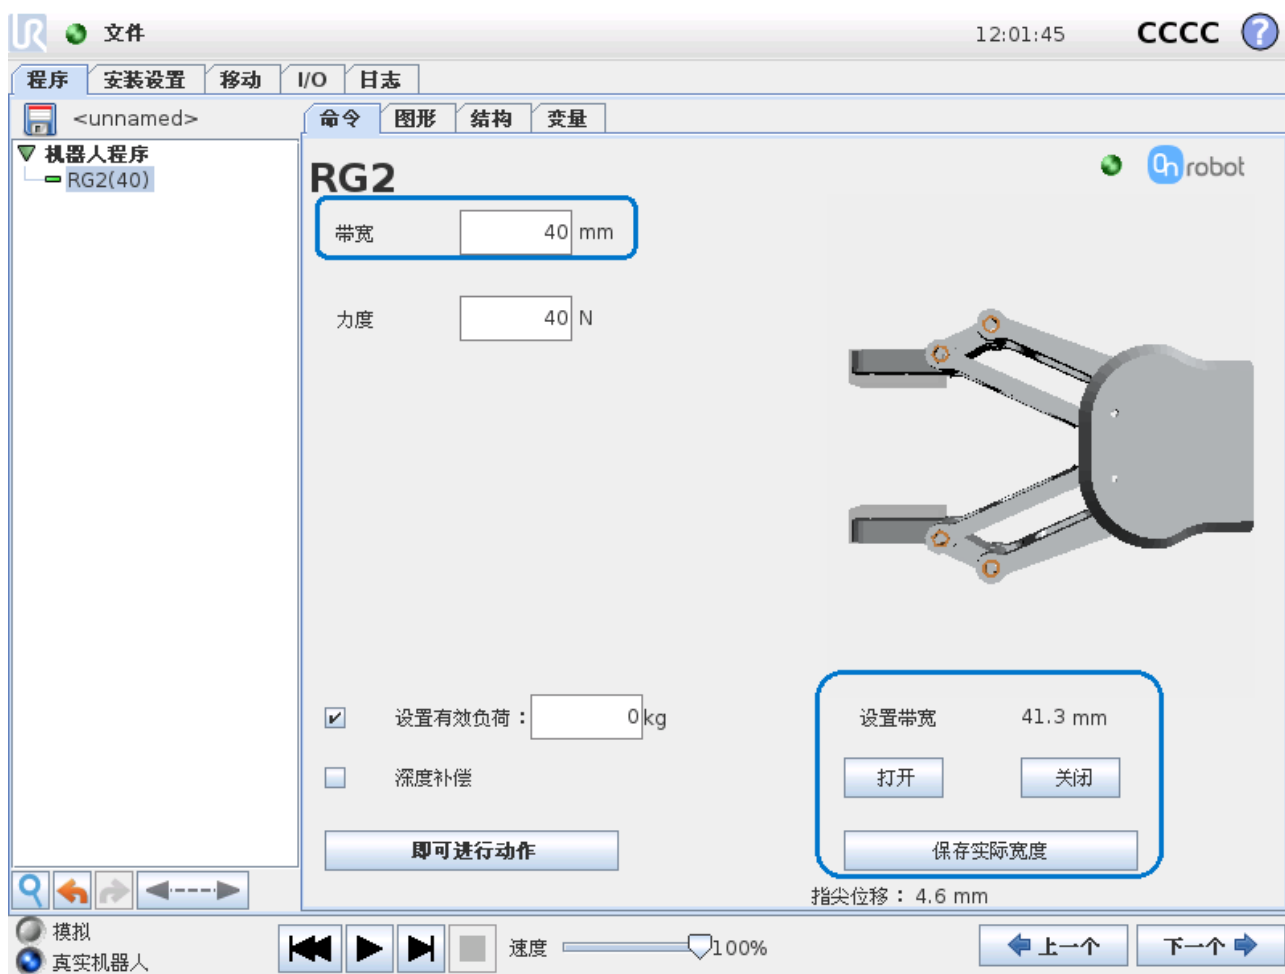 UR 文件 12:01:45 CCCC ?
程序 安装设置 移动 I/O 日志
<unnamed> 命令 图形 结构 变量
机器人程序
RG2(40)
RG2 On robot
带宽 40 mm
力度 40 N
设置有效负荷： 0 kg 设置带宽 41.3 mm
深度补偿 打开 关闭
即可进行动作 保存实际宽度
指尖位移： 4.6 mm
模拟
真实机器人
速度 100% 上一个 下一个